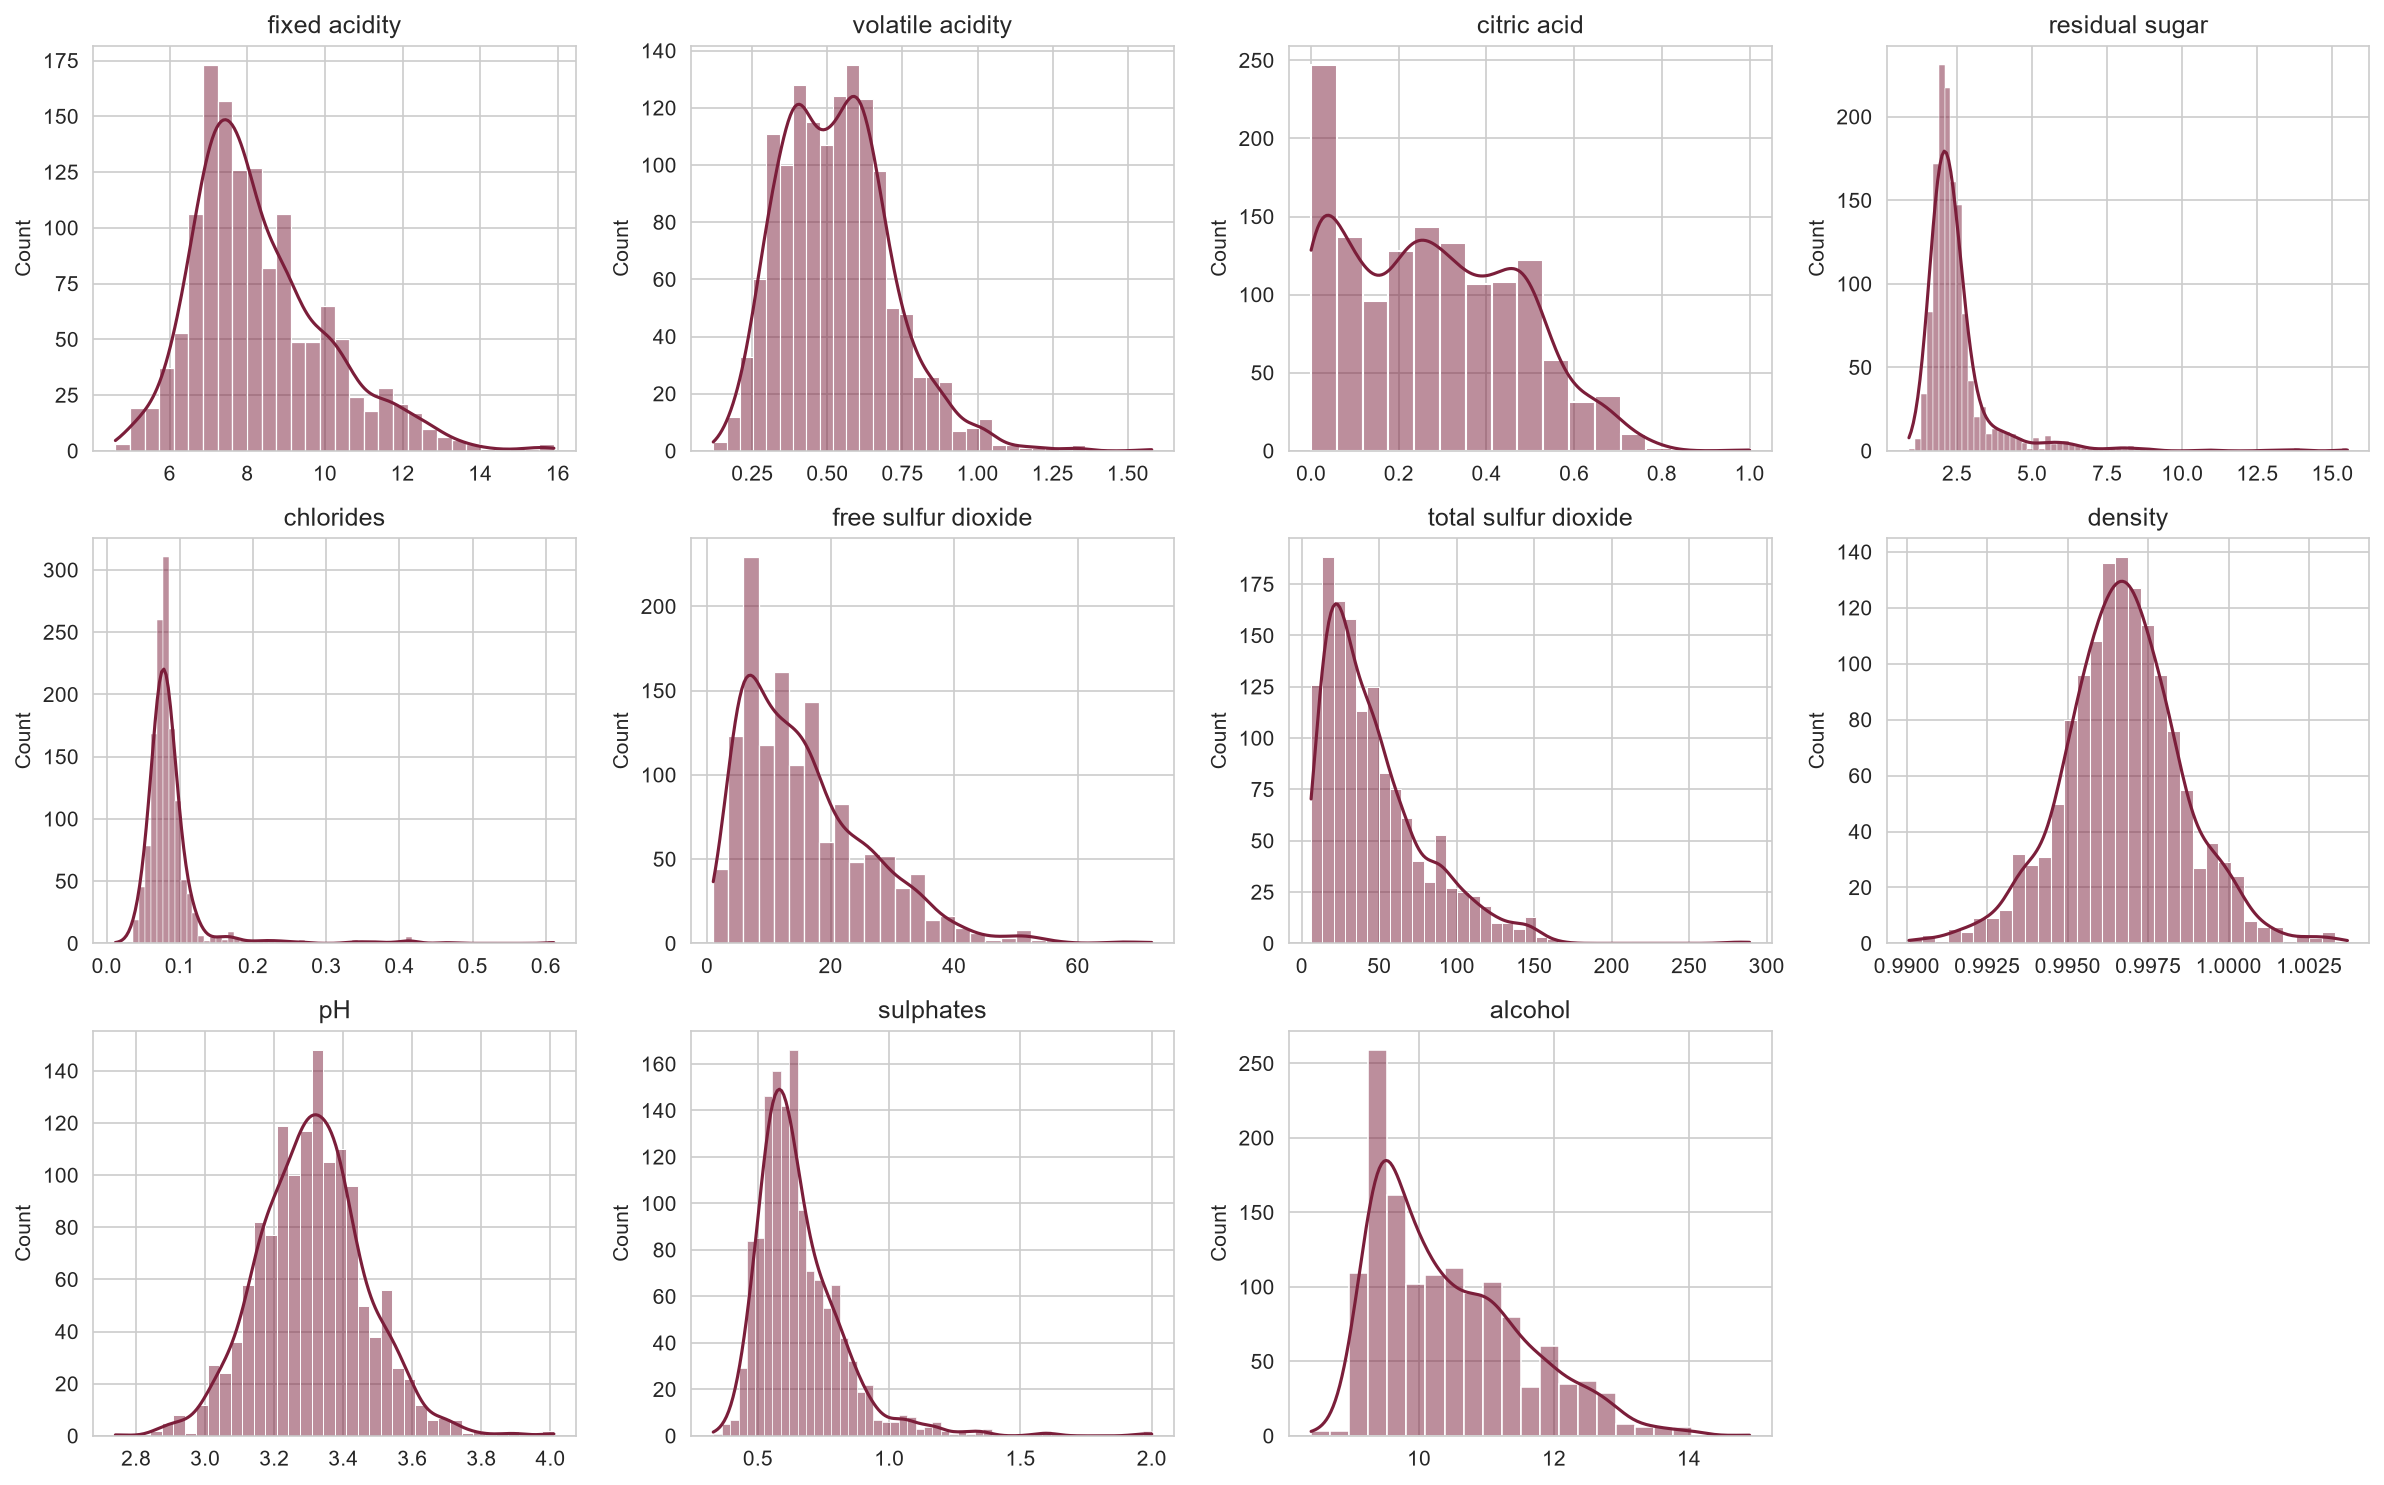 fixed acidity
Count
175
150
125
100
75
50
25
0
6 8 10 12 14 16
volatile acidity
Count
140
120
100
80
60
40
20
0
0.25 0.50 0.75 1.00 1.25 1.50
citric acid
Count
250
200
150
100
50
0
0.0 0.2 0.4 0.6 0.8 1.0
residual sugar
Count
200
150
100
50
0
2.5 5.0 7.5 10.0 12.5 15.0
chlorides
Count
300
250
200
150
100
50
0
0.0 0.1 0.2 0.3 0.4 0.5 0.6
free sulfur dioxide
Count
200
150
100
50
0
0 20 40 60
total sulfur dioxide
Count
175
150
125
100
75
50
25
0
0 50 100 150 200 250 300
density
Count
140
120
100
80
60
40
20
0
0.9900 0.9925 0.9950 0.9975 1.0000 1.0025
pH
Count
140
120
100
80
60
40
20
0
2.8 3.0 3.2 3.4 3.6 3.8 4.0
sulphates
Count
160
140
120
100
80
60
40
20
0
0.5 1.0 1.5 2.0
alcohol
Count
250
200
150
100
50
0
10 12 14